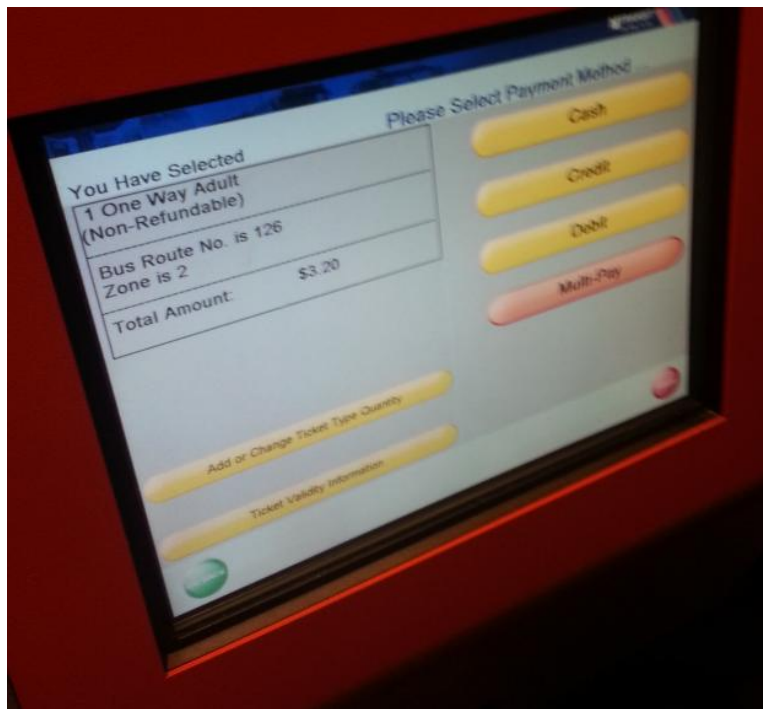 Please Select Payment Method ...
You Have Selected
1 One Way Adult
(Non-Refundable)
Bus Route No. is 126
Zone is 2
Total Amount: $3.20
Cash
Credit
Debit
Multi-Pay
Add or Change Ticket Type Quantity
Ticket Validity Information